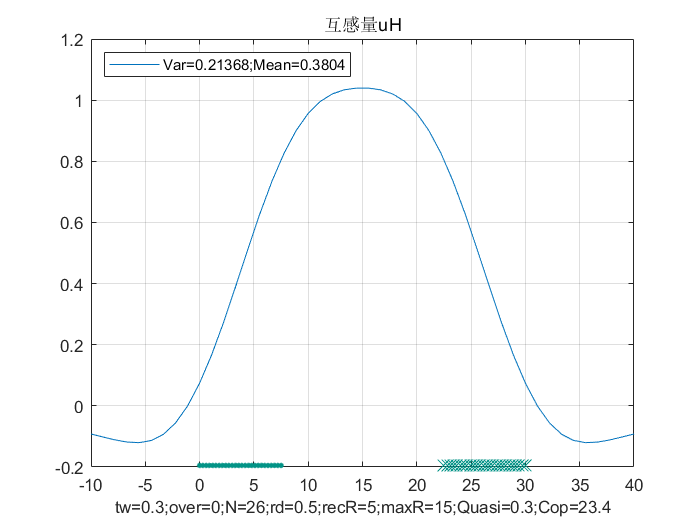 互感量uH
1.2
1
0.8
0.6
0.4
0.2
0
-0.2
Var=0.21368;Mean=0.3804
-10 -5 0 5 10 15 20 25 30 35 40
tw=0.3;over=0;N=26;rd=0.5;recR=5;maxR=15;Quasi=0.3;Cop=23.4